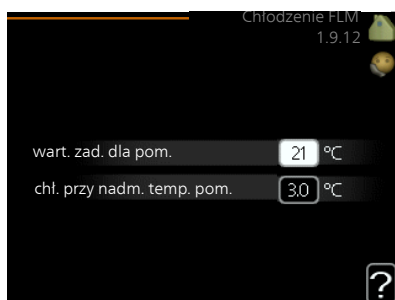 Chłodzenie FLM
1.9.12
wart. zad. dla pom. 21 °C
chł. przy nadm. temp. pom. 3.0 °C
?